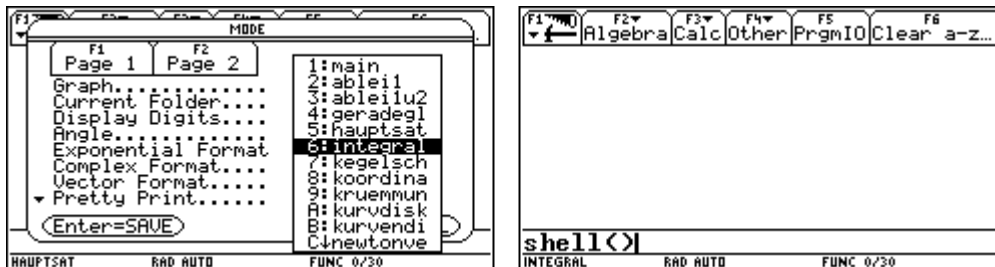 MODE
F1 F2
Page 1 Page 2
Graph..............
Current Folder....
Display Digits....
Angle..............
Exponential Format
Complex Format....
Vector Format.....
Pretty Print......
1:main
2:ablei1
3:ablei1u2
4:geradegl
5:hauptsat
6:integral
7:kegelsch
8:koordina
9:kruemmun
A:kurvdisk
B:kurvendi
C↓newtonve
Enter=SAVE
HAUPTSAT RAD AUTO FUNC 0/30
F1 F2 F3 F4 F5 F6
Algebra Calc Other PrgmIO Clear a-z…
shell()
INTEGRAL RAD AUTO FUNC 0/30